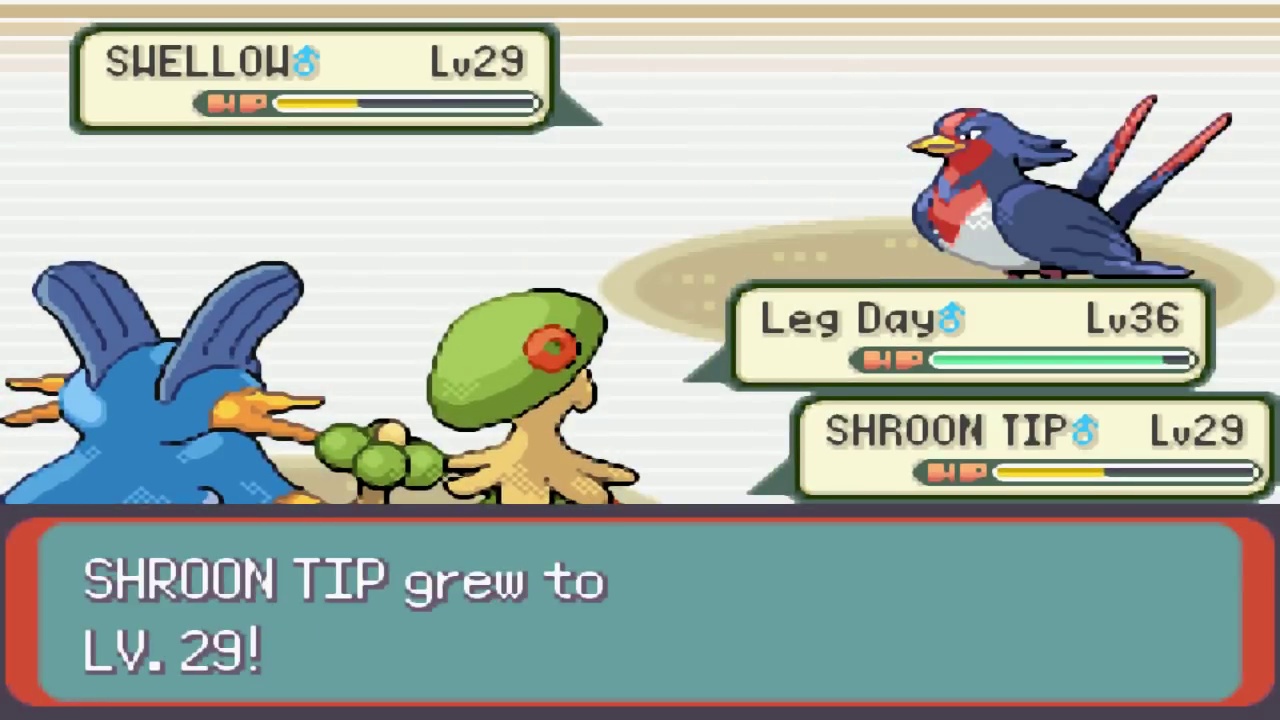 SWELLOW♂ Lv29
HP
Leg Day♂ Lv36
HP
SHROON TIP♂ Lv29
HP
SHROON TIP grew to
LV. 29!